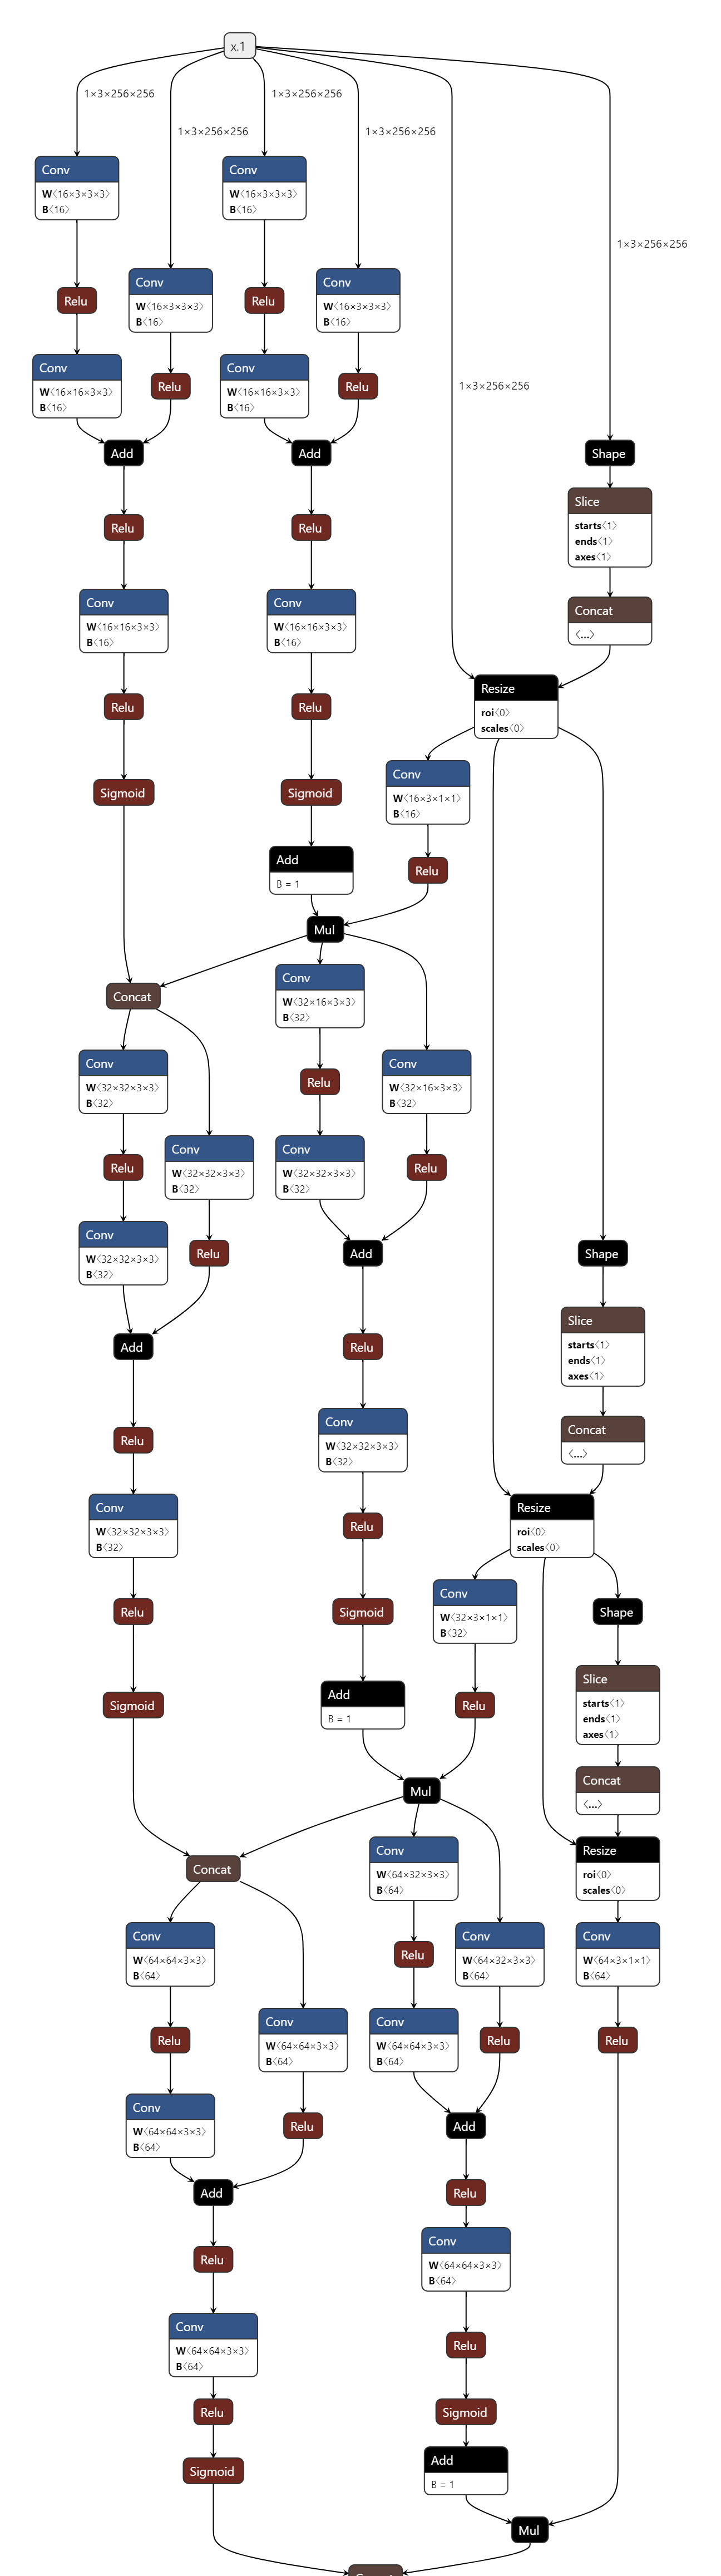 x.1
1×3×256×256
1×3×256×256
1×3×256×256
1×3×256×256
Conv
W⟨16×3×3×3⟩
B⟨16⟩
Conv
W⟨16×3×3×3⟩
B⟨16⟩
1×3×256×256
Relu
Conv
W⟨16×3×3×3⟩
B⟨16⟩
Relu
Conv
W⟨16×3×3×3⟩
B⟨16⟩
Conv
W⟨16×16×3×3⟩
B⟨16⟩
Relu
Conv
W⟨16×16×3×3⟩
B⟨16⟩
Relu
1×3×256×256
Add
Add
Shape
Slice
starts⟨1⟩
ends⟨1⟩
axes⟨1⟩
Relu
Relu
Conv
W⟨16×16×3×3⟩
B⟨16⟩
Conv
W⟨16×16×3×3⟩
B⟨16⟩
Concat
⟨...⟩
Relu
Relu
Resize
roi⟨0⟩
scales⟨0⟩
Sigmoid
Sigmoid
Conv
W⟨16×3×1×1⟩
B⟨16⟩
Add
B = 1
Relu
Mul
Concat
Conv
W⟨32×16×3×3⟩
B⟨32⟩
Conv
W⟨32×32×3×3⟩
B⟨32⟩
Relu
Conv
W⟨32×16×3×3⟩
B⟨32⟩
Relu
Conv
W⟨32×32×3×3⟩
B⟨32⟩
Conv
W⟨32×32×3×3⟩
B⟨32⟩
Relu
Conv
W⟨32×32×3×3⟩
B⟨32⟩
Relu
Add
Shape
Add
Relu
Slice
starts⟨1⟩
ends⟨1⟩
axes⟨1⟩
Relu
Conv
W⟨32×32×3×3⟩
B⟨32⟩
Concat
⟨...⟩
Conv
W⟨32×32×3×3⟩
B⟨32⟩
Relu
Resize
roi⟨0⟩
scales⟨0⟩
Relu
Sigmoid
Conv
W⟨32×3×1×1⟩
B⟨32⟩
Shape
Sigmoid
Add
B = 1
Relu
Slice
starts⟨1⟩
ends⟨1⟩
axes⟨1⟩
Mul
Concat
⟨...⟩
Concat
Conv
W⟨64×32×3×3⟩
B⟨64⟩
Resize
roi⟨0⟩
scales⟨0⟩
Conv
W⟨64×64×3×3⟩
B⟨64⟩
Relu
Conv
W⟨64×32×3×3⟩
B⟨64⟩
Conv
W⟨64×3×1×1⟩
B⟨64⟩
Relu
Conv
W⟨64×64×3×3⟩
B⟨64⟩
Conv
W⟨64×64×3×3⟩
B⟨64⟩
Relu
Relu
Conv
W⟨64×64×3×3⟩
B⟨64⟩
Relu
Add
Add
Relu
Relu
Conv
W⟨64×64×3×3⟩
B⟨64⟩
Conv
W⟨64×64×3×3⟩
B⟨64⟩
Relu
Relu
Sigmoid
Sigmoid
Add
B = 1
Mul